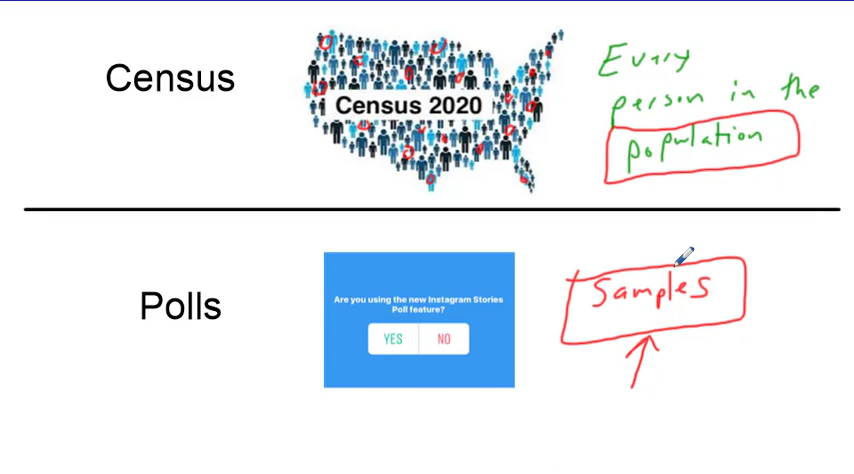 Census
Census 2020
Every
person in the
population
Polls
Are you using the new Instagram Stories
Poll feature?
YES NO
Samples